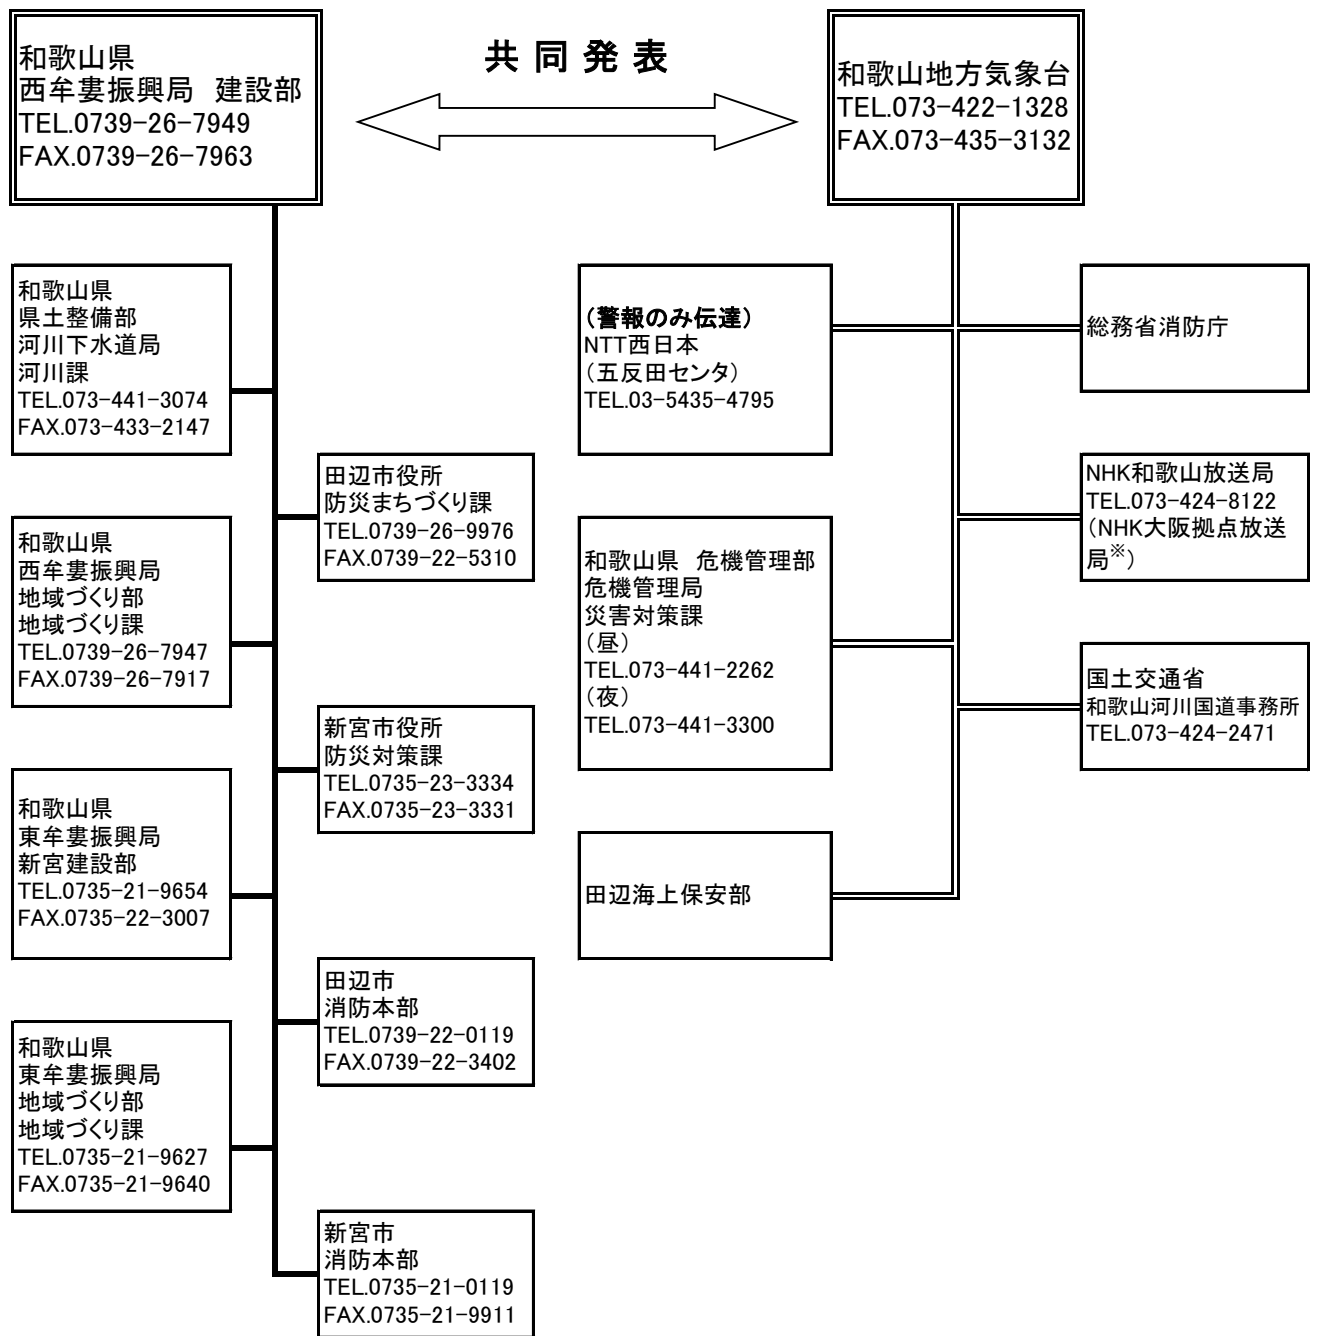 共同発表
和歌山県
西牟婁振興局　建設部
TEL.0739-26-7949
FAX.0739-26-7963
和歌山地方気象台
TEL.073-422-1328
FAX.073-435-3132
和歌山県
県土整備部
河川下水道局
河川課
TEL.073-441-3074
FAX.073-433-2147
和歌山県
西牟婁振興局
地域づくり部
地域づくり課
TEL.0739-26-7947
FAX.0739-26-7917
和歌山県
東牟婁振興局
新宮建設部
TEL.0735-21-9654
FAX.0735-22-3007
和歌山県
東牟婁振興局
地域づくり部
地域づくり課
TEL.0735-21-9627
FAX.0735-21-9640
田辺市役所
防災まちづくり課
TEL.0739-26-9976
FAX.0739-22-5310
新宮市役所
防災対策課
TEL.0735-23-3334
FAX.0735-23-3331
田辺市
消防本部
TEL.0739-22-0119
FAX.0739-22-3402
新宮市
消防本部
TEL.0735-21-0119
FAX.0735-21-9911
（警報のみ伝達）
NTT西日本
（五反田センタ）
TEL.03-5435-4795
和歌山県　危機管理部
危機管理局
災害対策課
（昼）
TEL.073-441-2262
（夜）
TEL.073-441-3300
田辺海上保安部
総務省消防庁
NHK和歌山放送局
TEL.073-424-8122
（NHK大阪拠点放送
局※）
国土交通省
和歌山河川国道事務所
TEL.073-424-2471